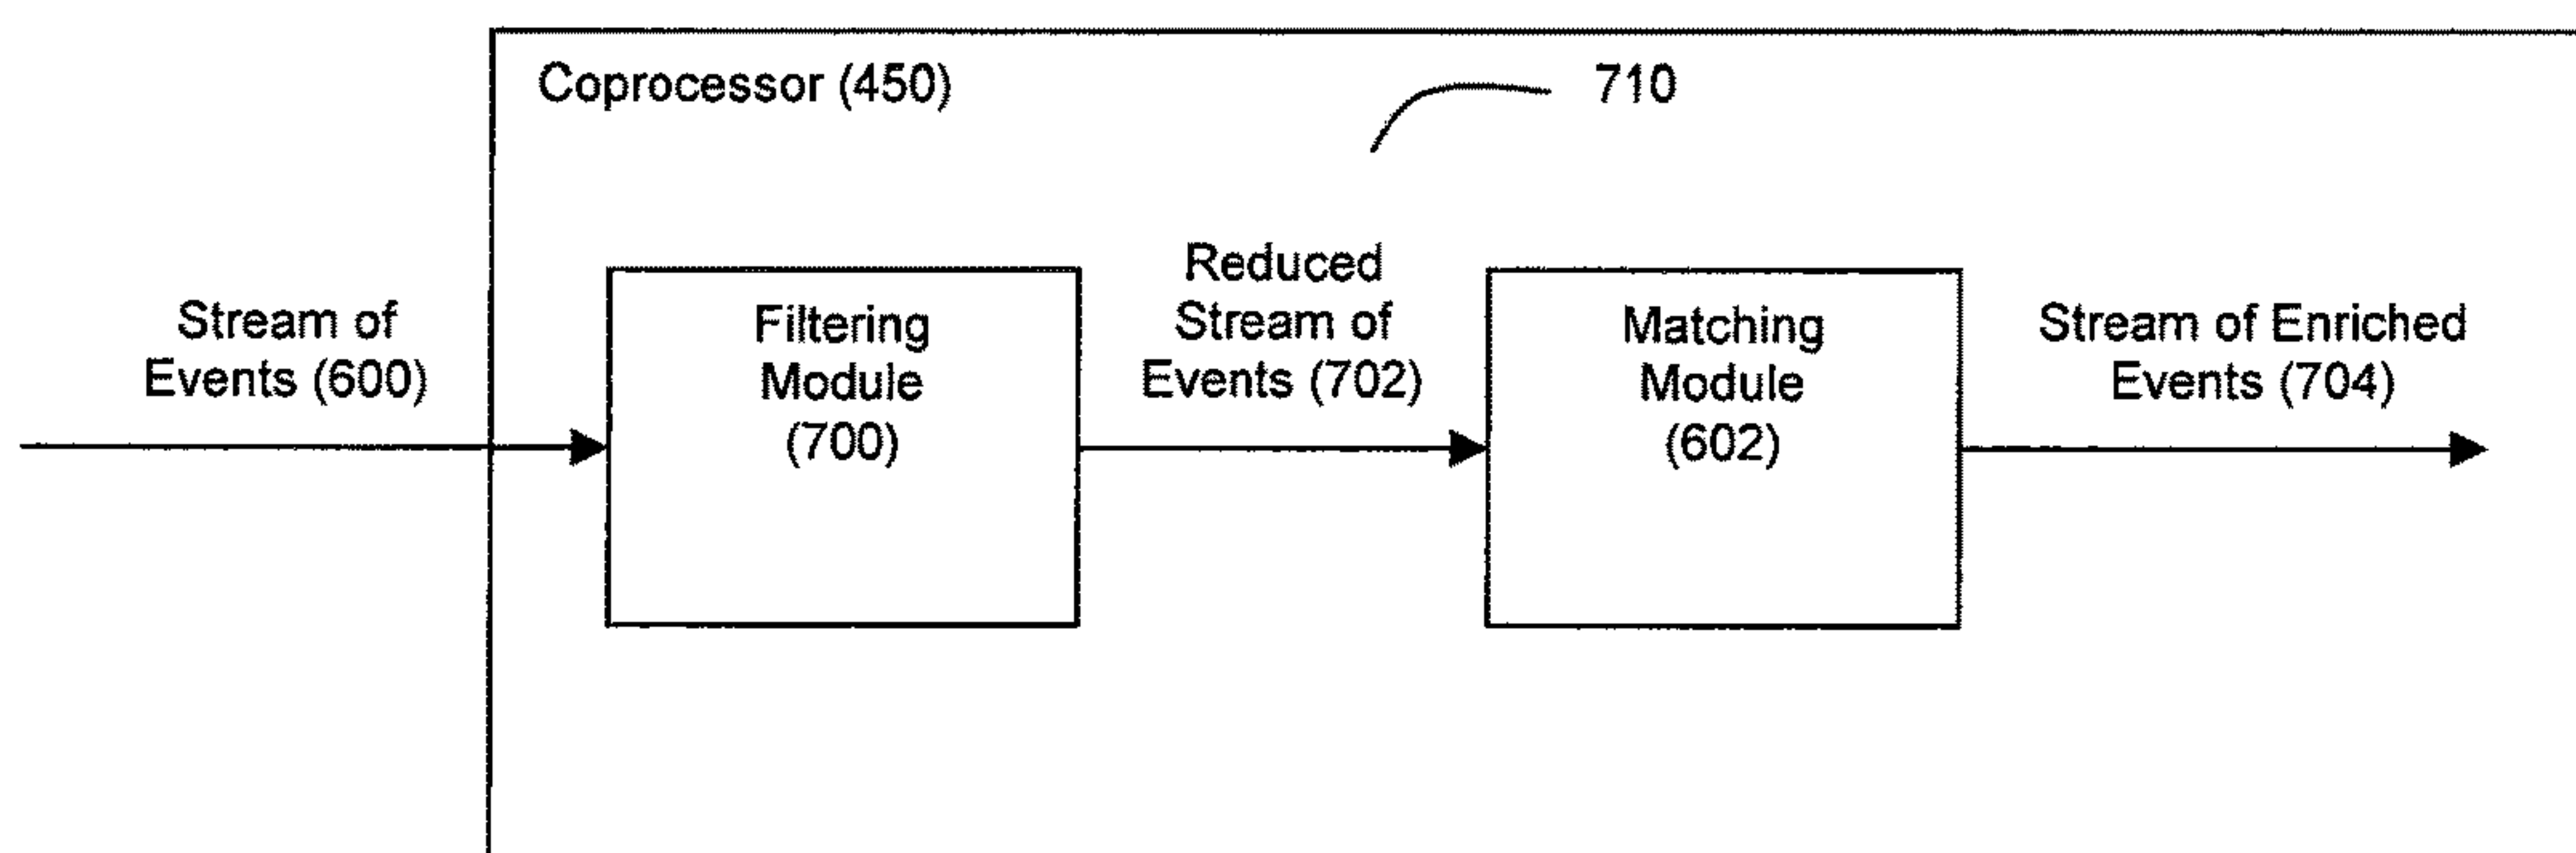 Coprocessor (450)
710
Stream of
Events (600)
Filtering
Module
(700)
Reduced
Stream of
Events (702)
Matching
Module
(602)
Stream of Enriched
Events (704)